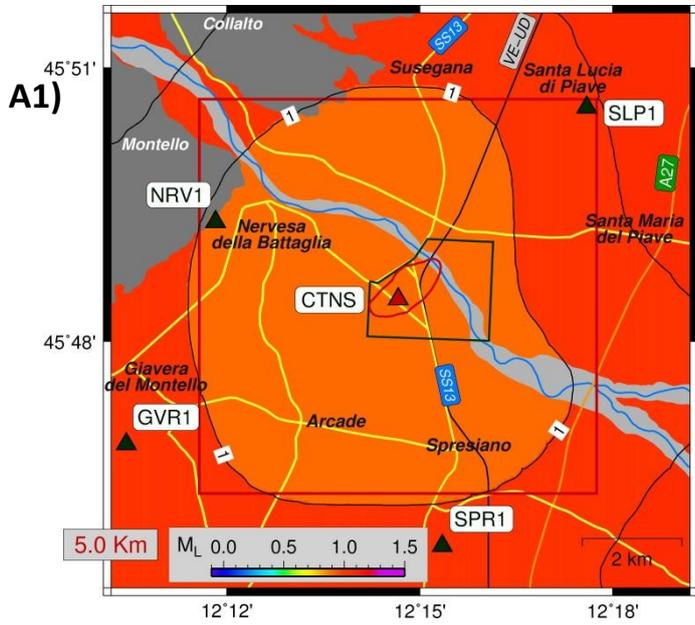 Collalto
SS13
VE-UD
45°51'
Susegana
Santa Lucia
di Piave
A1)
1
1
SLP1
Montello
A27
NRV1
Nervesa
della Battaglia
Santa Maria
del Piave
CTNS
45°48'
Giavera
del Montello
SS13
GVR1
Arcade
1
1
Spresiano
SPR1
5.0 Km
ML 0.0 0.5 1.0 1.5
2 km
12°12'
12°15'
12°18'